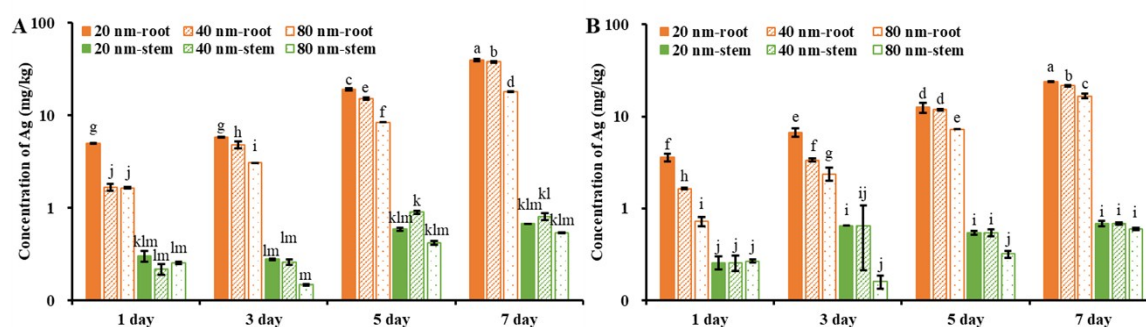 A
Concentration of Ag (mg/kg)
100
10
1
0
20 nm-root 40 nm-root 80 nm-root
20 nm-stem 40 nm-stem 80 nm-stem
g j j klm lm lm
g h i lm lm m
c e f klm k klm
a b d klm kl klm
1 day 3 day 5 day 7 day
B
Concentration of Ag (mg/kg)
100
10
1
0
20 nm-root 40 nm-root 80 nm-root
20 nm-stem 40 nm-stem 80 nm-stem
f h i j j j
e f g i ij j
d d e i i j
a b c i i i
1 day 3 day 5 day 7 day